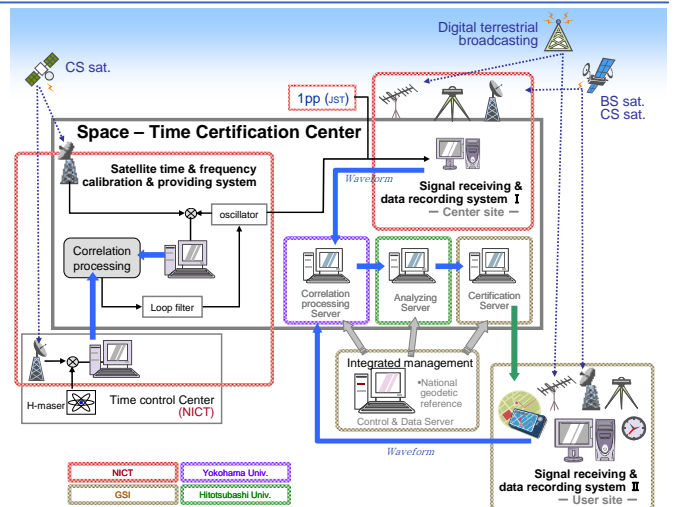 Digital terrestrial
broadcasting
CS sat.
BS sat.
CS sat.
1pp (JST)
Space – Time Certification Center
Satellite time & frequency
calibration & providing system
Waveform
Signal receiving &
data recording system Ⅰ
— Center site —
oscillator
Correlation
processing
Loop filter
Correlation
processing
Server
Analyzing
Server
Certification
Server
Integrated management
•National
geodetic
reference
Control & Data Server
H-maser
Time control Center
(NICT)
Waveform
Signal receiving &
data recording system Ⅱ
— User site —
NICT
Yokohama Univ.
GSI
Hitotsubashi Univ.